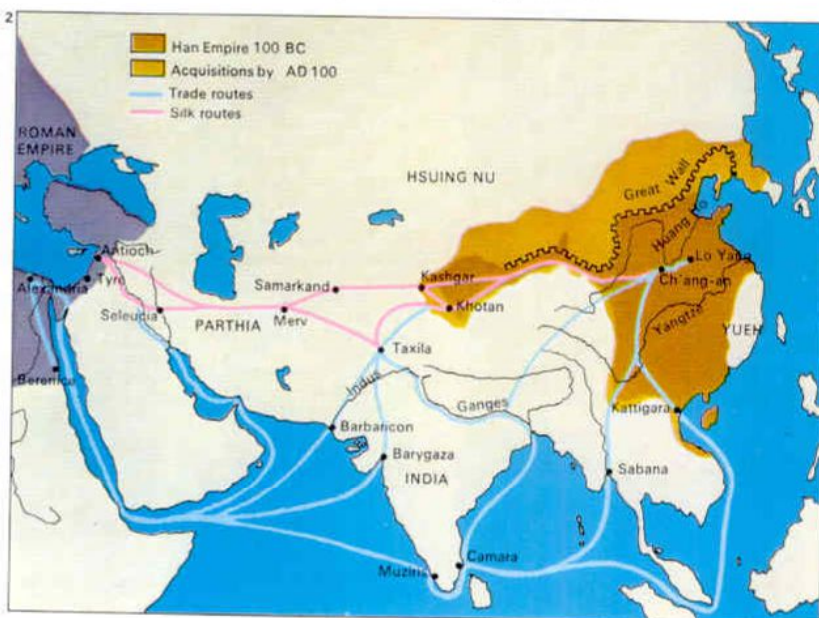 2
Han Empire 100 BC
Acquisitions by AD 100
Trade routes
Silk routes
ROMAN
EMPIRE
HSUING NU
Great Wall
Huang Ho
Lo Yang
Antioch
Tyre
Alexandria
Samarkand
Kashgar
Ch'ang-an
Seleucia
PARTHIA
Merv
Khotan
Yangtze
YUEH
Taxila
Berenice
Indus
Ganges
Kattigara
Barbaricon
Barygaza
INDIA
Sabana
Muziris
Camara